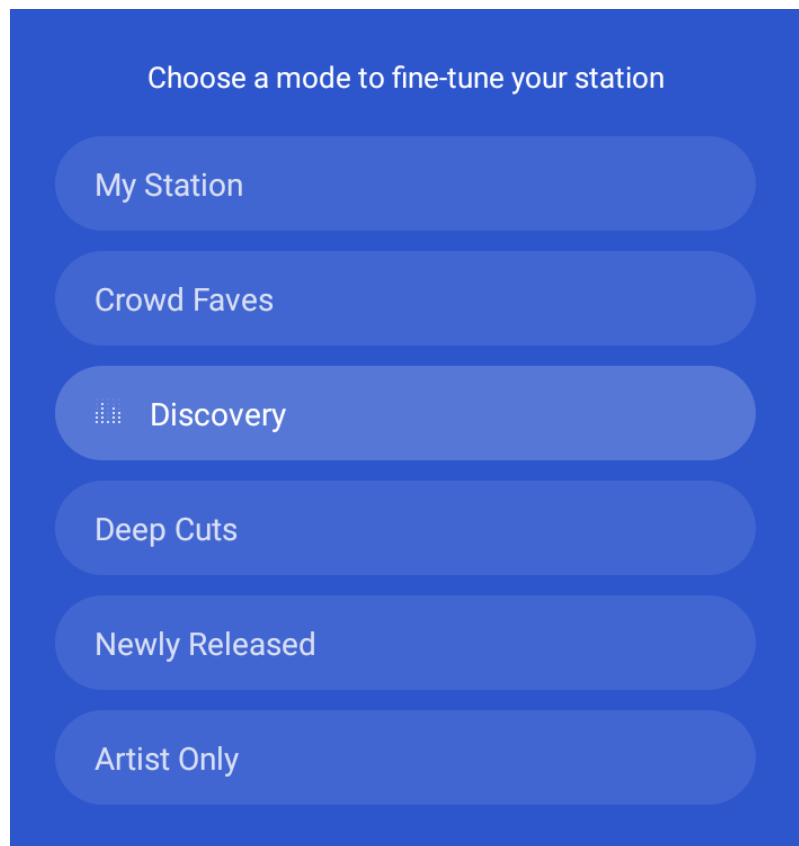 Choose a mode to fine-tune your station
My Station
Crowd Faves
Discovery
Deep Cuts
Newly Released
Artist Only